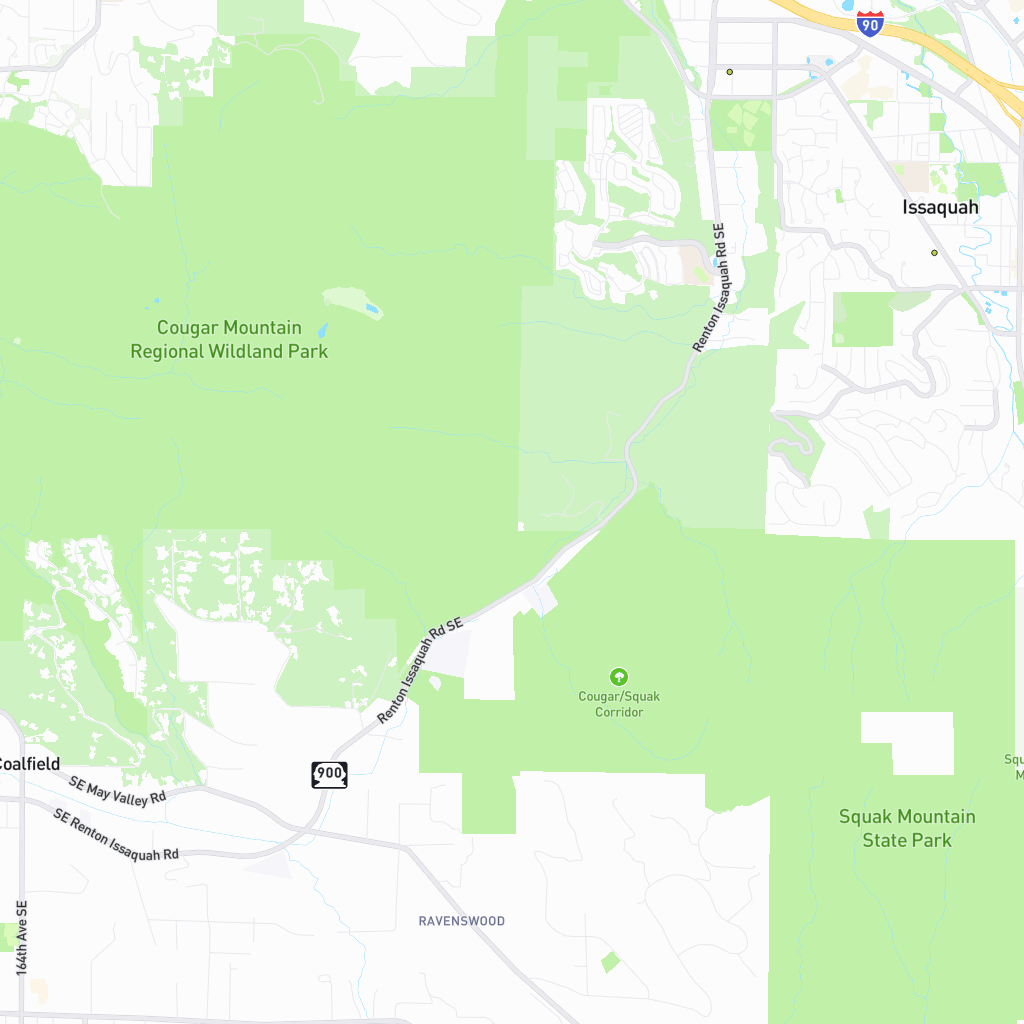 90
Issaquah
Renton Issaquah Rd SE
Cougar Mountain
Regional Wildland Park
Renton Issaquah Rd SE
Cougar/Squak
Corridor
Coalfield
900
SE May Valley Rd
SE Renton Issaquah Rd
Squ
M
Squak Mountain
State Park
164th Ave SE
RAVENSWOOD